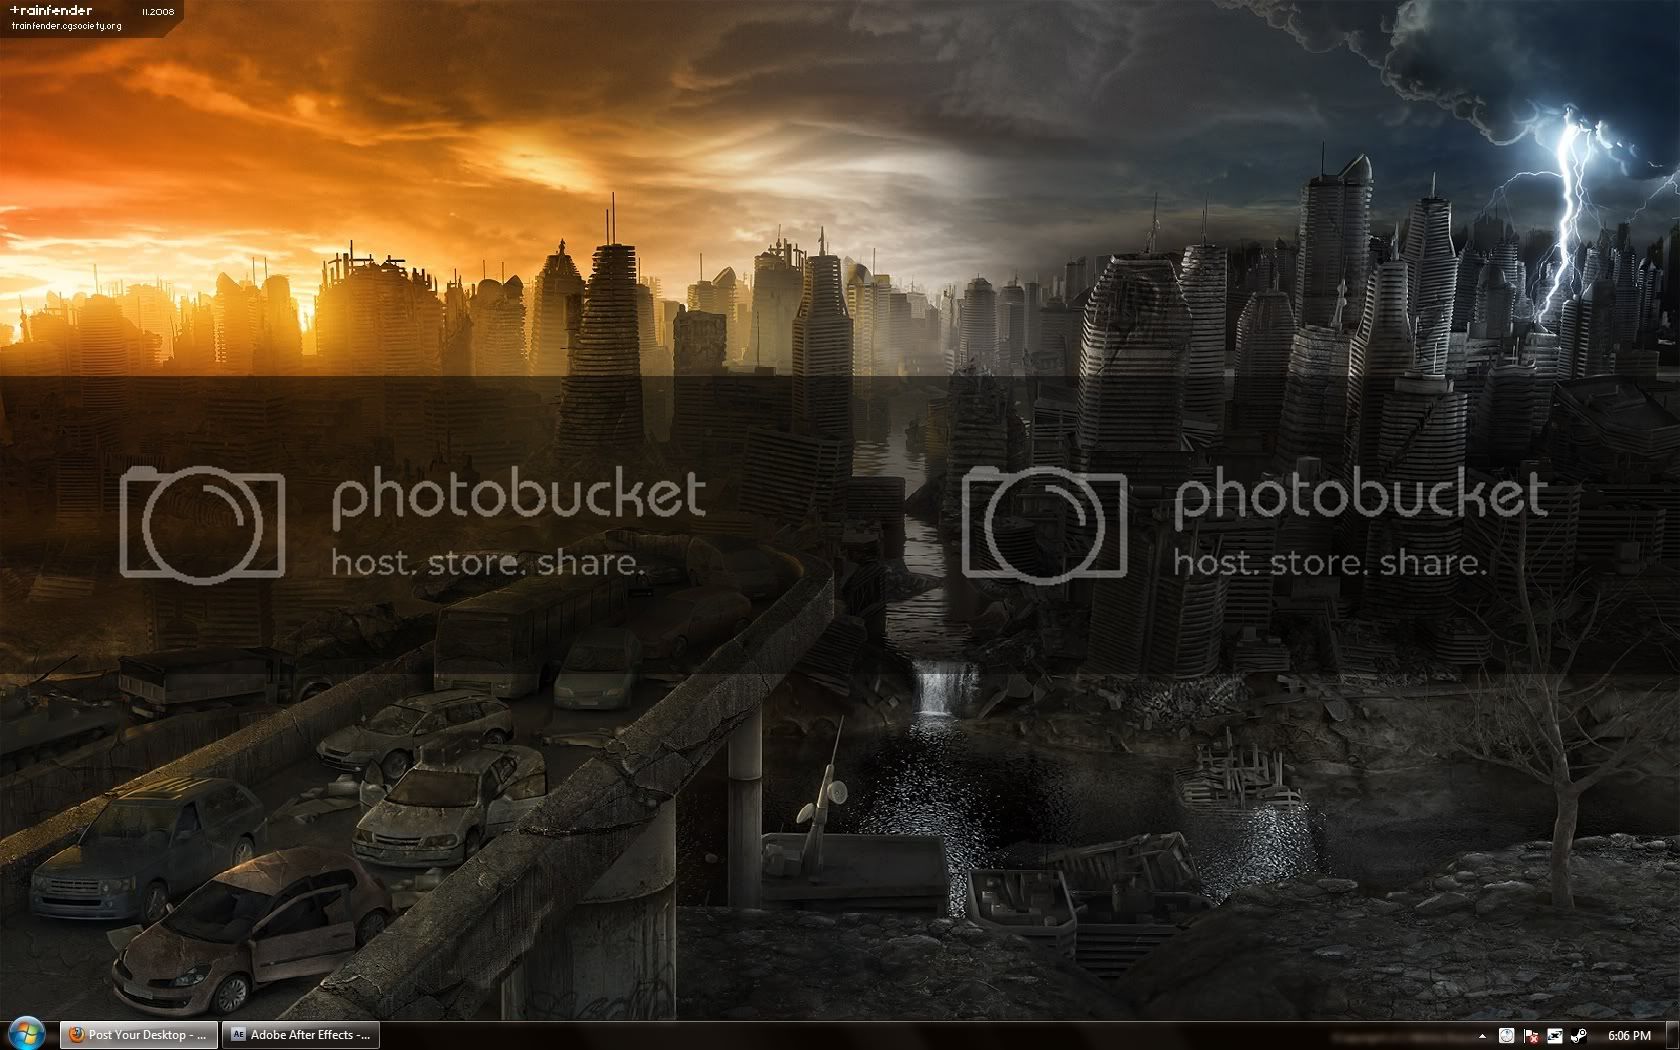 +rainfender 11.2008
trainfender.cgsociety.org
photobucket photobucket
host. store. share. host. store. share.
Post Your Desktop - ... Adobe After Effects -... 6:06 PM
AE